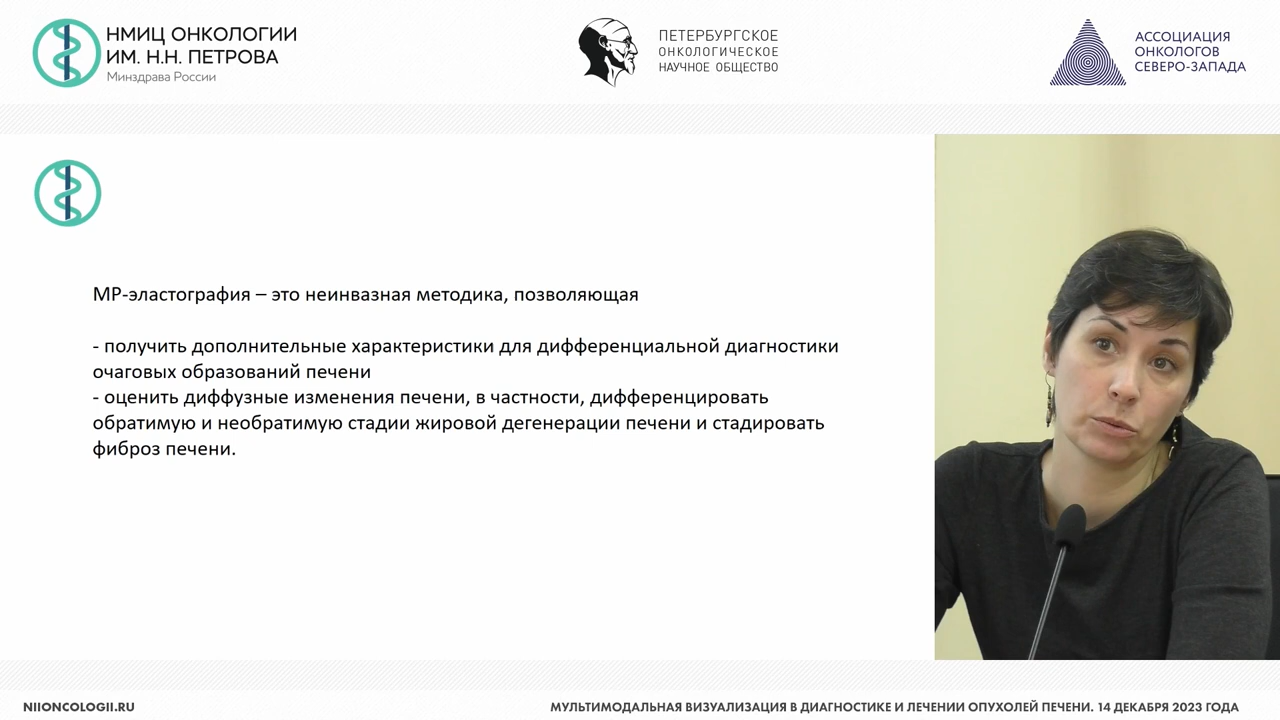 НМИЦ ОНКОЛОГИИ
ИМ. Н.Н. ПЕТРОВА
Минздрава России
ПЕТЕРБУРГСКОЕ
ОНКОЛОГИЧЕСКОЕ
НАУЧНОЕ ОБЩЕСТВО
АССОЦИАЦИЯ
ОНКОЛОГОВ
СЕВЕРО-ЗАПАДА
МР-эластография – это неинвазная методика, позволяющая
- получить дополнительные характеристики для дифференциальной диагностики
очаговых образований печени
- оценить диффузные изменения печени, в частности, дифференцировать
обратимую и необратимую стадии жировой дегенерации печени и стадировать
фиброз печени.
NIIONCOLOGII.RU
МУЛЬТИМОДАЛЬНАЯ ВИЗУАЛИЗАЦИЯ В ДИАГНОСТИКЕ И ЛЕЧЕНИИ ОПУХОЛЕЙ ПЕЧЕНИ. 14 ДЕКАБРЯ 2023 ГОДА